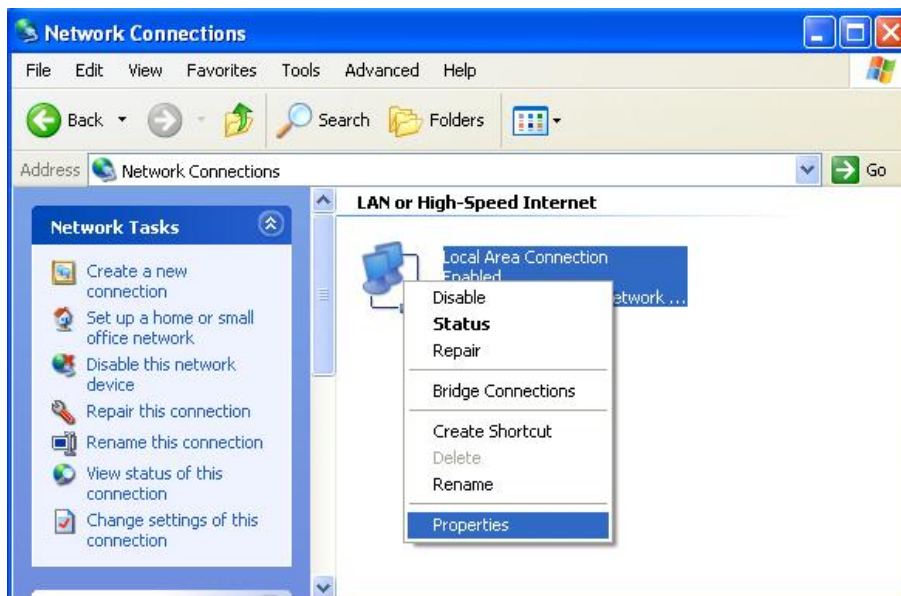 Network Connections
File Edit View Favorites Tools Advanced Help
Back Search Folders
Address Network Connections Go
Network Tasks
Create a new
connection
Set up a home or small
office network
Disable this network
device
Repair this connection
Rename this connection
View status of this
connection
Change settings of this
connection
LAN or High-Speed Internet
Local Area Connection
Enabled
etwork ...
Disable
Status
Repair
Bridge Connections
Create Shortcut
Delete
Rename
Properties